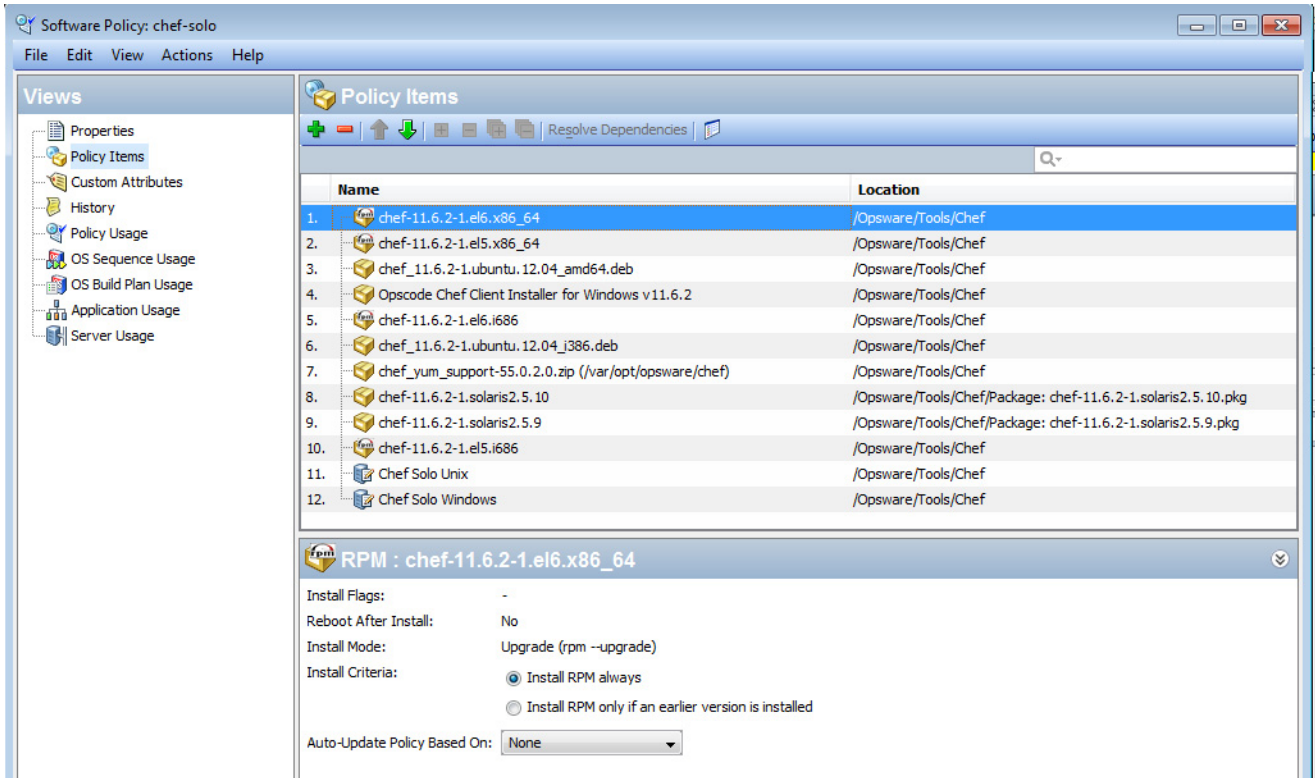 Software Policy: chef-solo
File Edit View Actions Help
Views
Properties
Policy Items
Custom Attributes
History
Policy Usage
OS Sequence Usage
OS Build Plan Usage
Application Usage
Server Usage
Policy Items
Resolve Dependencies
Name Location
1. chef-11.6.2-1.el6.x86_64 /Opsware/Tools/Chef
2. chef-11.6.2-1.el5.x86_64 /Opsware/Tools/Chef
3. chef_11.6.2-1.ubuntu.12.04_amd64.deb /Opsware/Tools/Chef
4. Opscode Chef Client Installer for Windows v11.6.2 /Opsware/Tools/Chef
5. chef-11.6.2-1.el6.i686 /Opsware/Tools/Chef
6. chef_11.6.2-1.ubuntu.12.04_i386.deb /Opsware/Tools/Chef
7. chef_yum_support-55.0.2.0.zip (/var/opt/opsware/chef) /Opsware/Tools/Chef
8. chef-11.6.2-1.solaris2.5.10 /Opsware/Tools/Chef/Package: chef-11.6.2-1.solaris2.5.10.pkg
9. chef-11.6.2-1.solaris2.5.9 /Opsware/Tools/Chef/Package: chef-11.6.2-1.solaris2.5.9.pkg
10. chef-11.6.2-1.el5.i686 /Opsware/Tools/Chef
11. Chef Solo Unix /Opsware/Tools/Chef
12. Chef Solo Windows /Opsware/Tools/Chef
rpm RPM : chef-11.6.2-1.el6.x86_64
Install Flags: -
Reboot After Install: No
Install Mode: Upgrade (rpm --upgrade)
Install Criteria: Install RPM always
Install RPM only if an earlier version is installed
Auto-Update Policy Based On: None